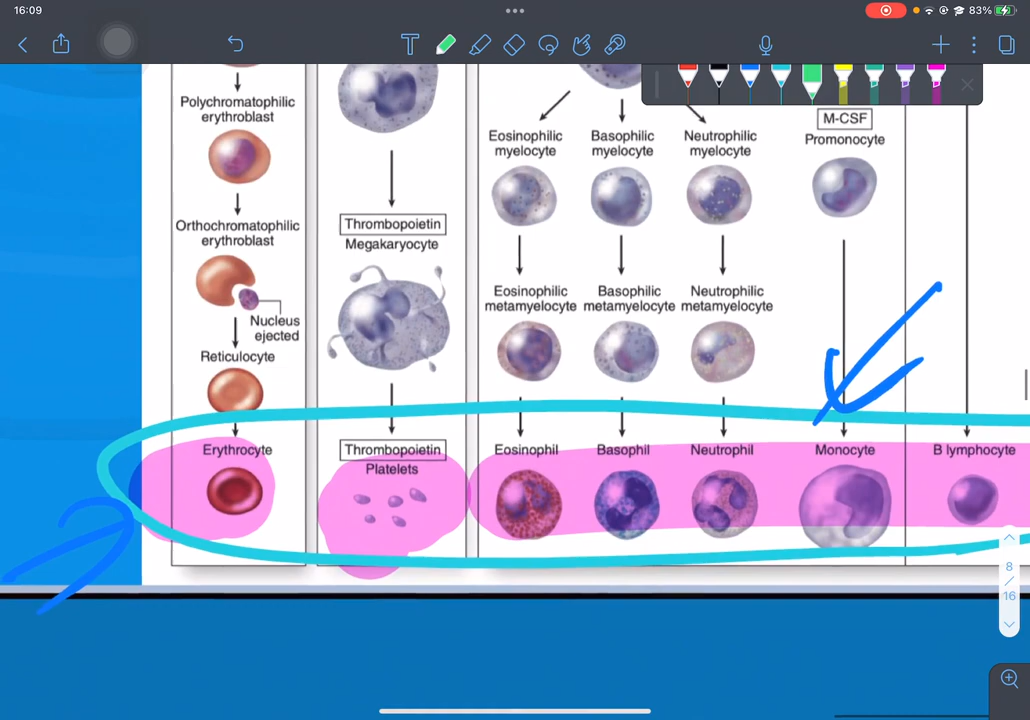 16:09
83%
T
Polychromatophilic
erythroblast
Orthochromatophilic
erythroblast
Nucleus
ejected
Reticulocyte
Erythrocyte
Thrombopoietin
Megakaryocyte
Thrombopoietin
Platelets
Eosinophilic
myelocyte
Basophilic
myelocyte
Neutrophilic
myelocyte
Eosinophilic
metamyelocyte
Basophilic
metamyelocyte
Neutrophilic
metamyelocyte
Eosinophil
Basophil
Neutrophil
M-CSF
Promonocyte
Monocyte
B lymphocyte
8
/
16